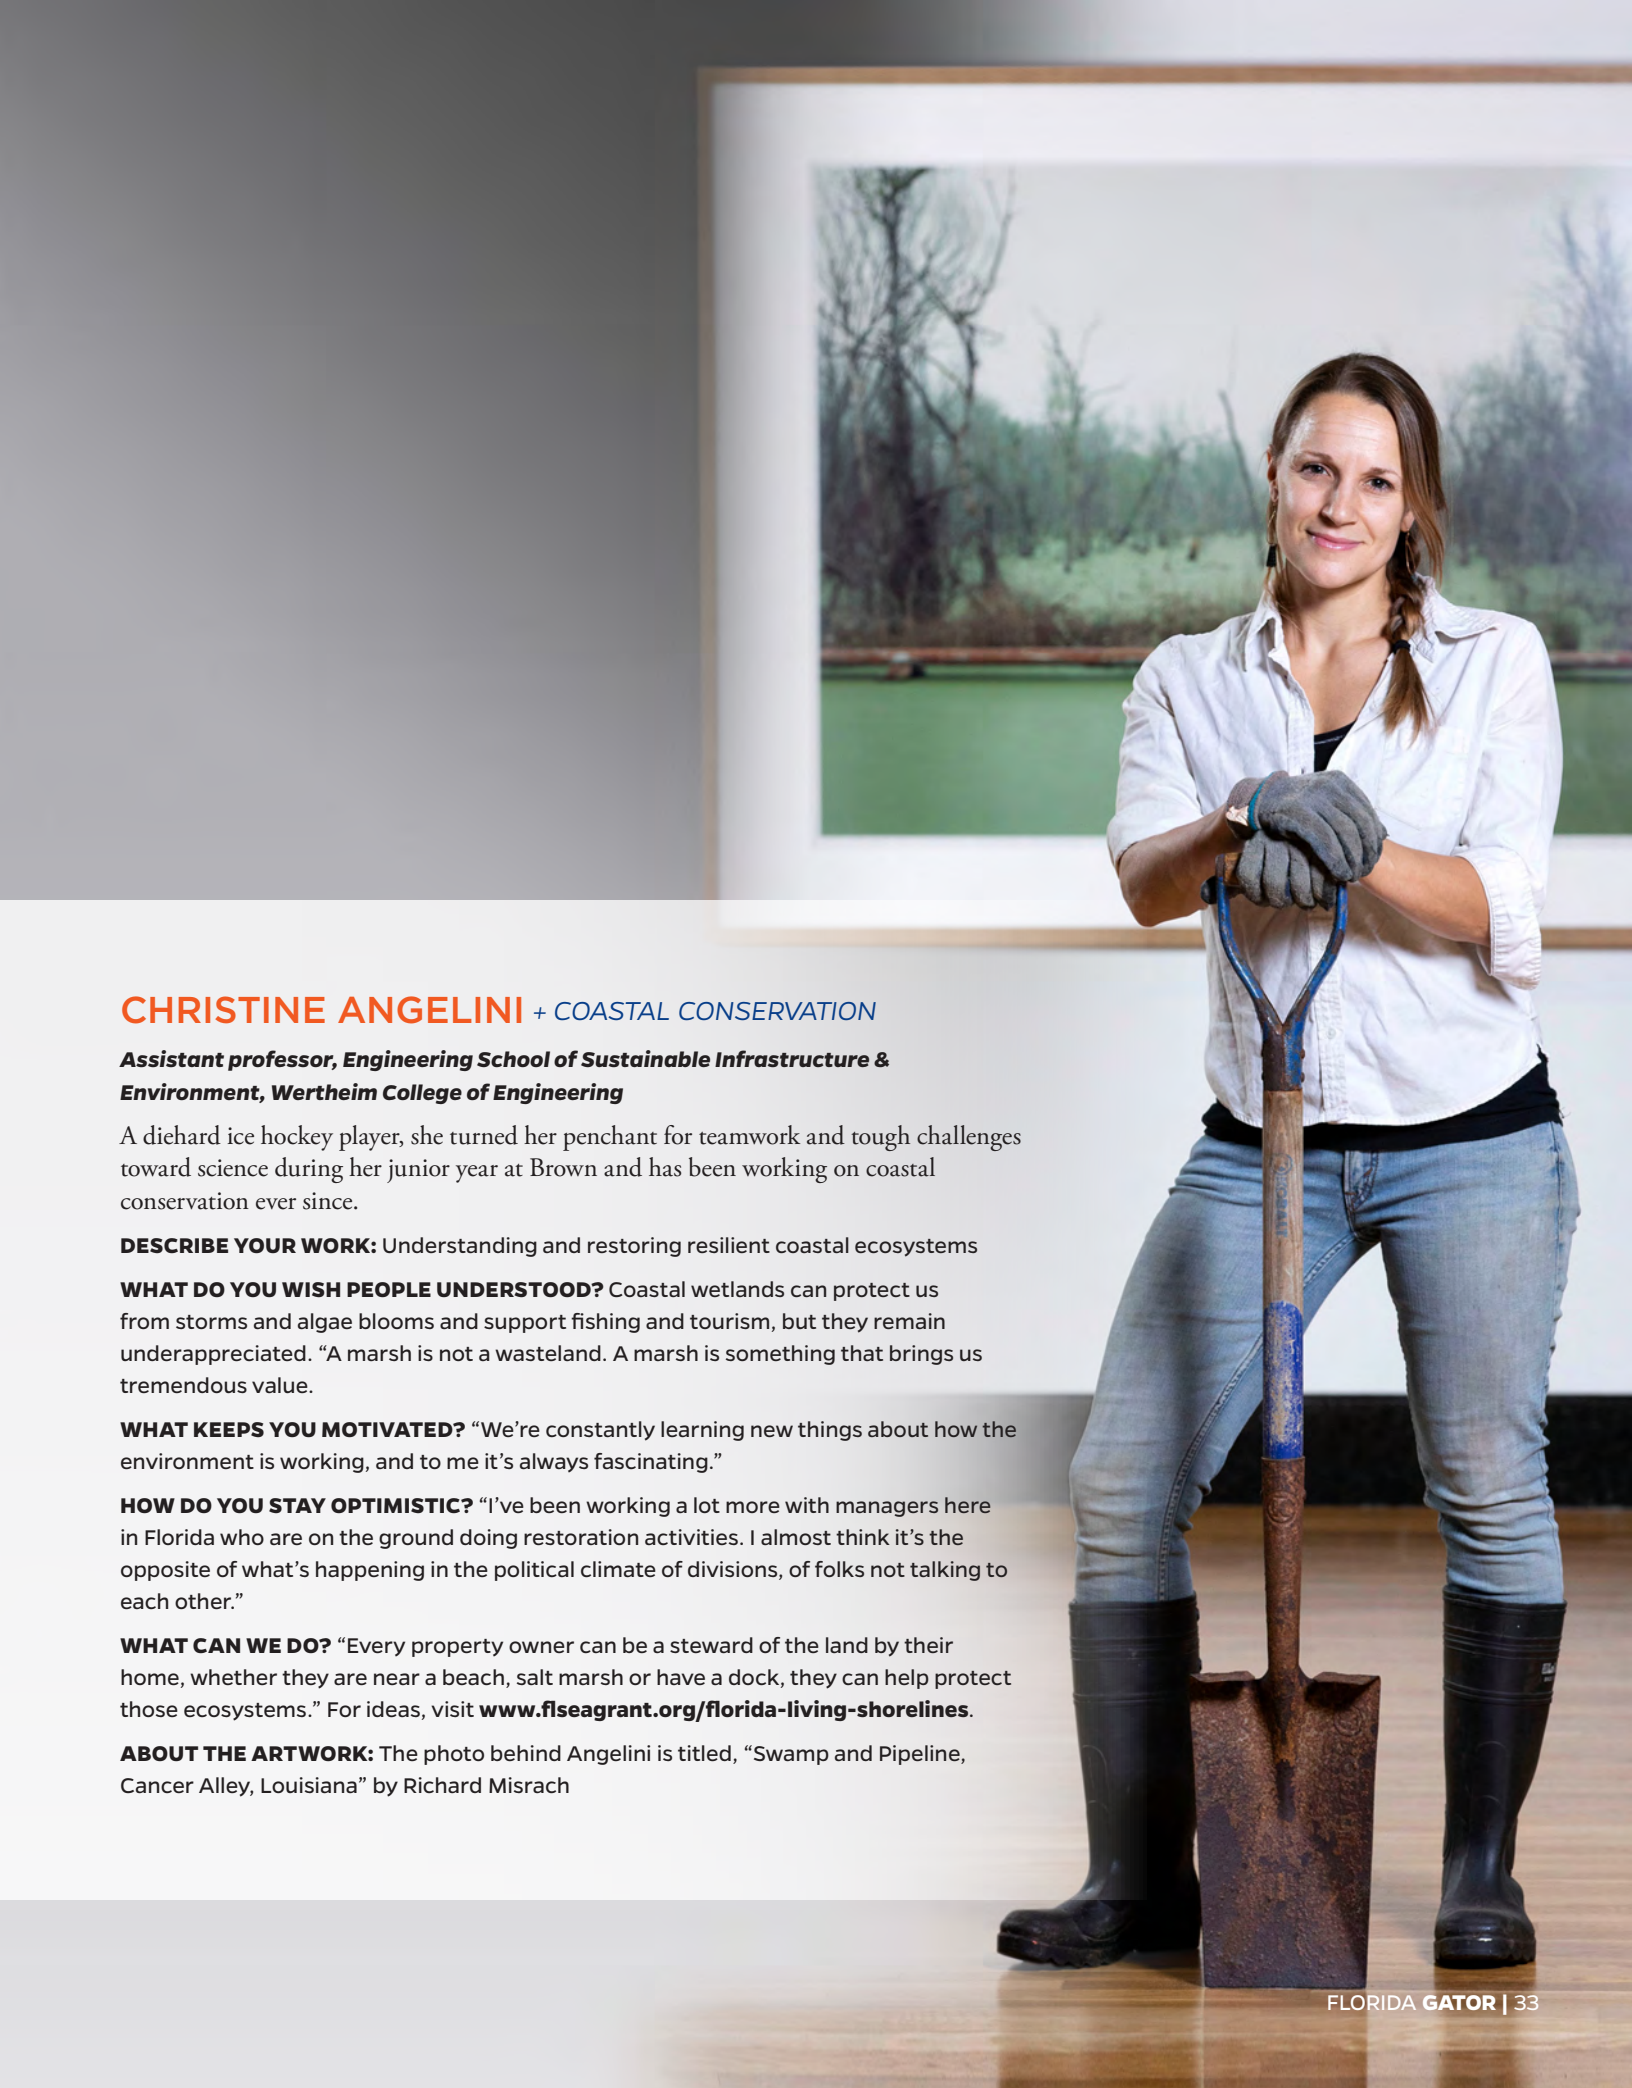 CHRISTINE ANGELINI + COASTAL CONSERVATION
Assistant professor, Engineering School of Sustainable Infrastructure &
Environment, Wertheim College of Engineering
A diehard ice hockey player, she turned her penchant for teamwork and tough challenges
toward science during her junior year at Brown and has been working on coastal
conservation ever since.
DESCRIBE YOUR WORK: Understanding and restoring resilient coastal ecosystems
WHAT DO YOU WISH PEOPLE UNDERSTOOD? Coastal wetlands can protect us
from storms and algae blooms and support fishing and tourism, but they remain
underappreciated. “A marsh is not a wasteland. A marsh is something that brings us
tremendous value.
WHAT KEEPS YOU MOTIVATED? “We’re constantly learning new things about how the
environment is working, and to me it’s always fascinating.”
HOW DO YOU STAY OPTIMISTIC? “I’ve been working a lot more with managers here
in Florida who are on the ground doing restoration activities. I almost think it’s the
opposite of what’s happening in the political climate of divisions, of folks not talking to
each other.”
WHAT CAN WE DO? “Every property owner can be a steward of the land by their
home, whether they are near a beach, salt marsh or have a dock, they can help protect
those ecosystems.” For ideas, visit www.flseagrant.org/florida-living-shorelines.
ABOUT THE ARTWORK: The photo behind Angelini is titled, “Swamp and Pipeline,
Cancer Alley, Louisiana” by Richard Misrach
FLORIDA GATOR | 33